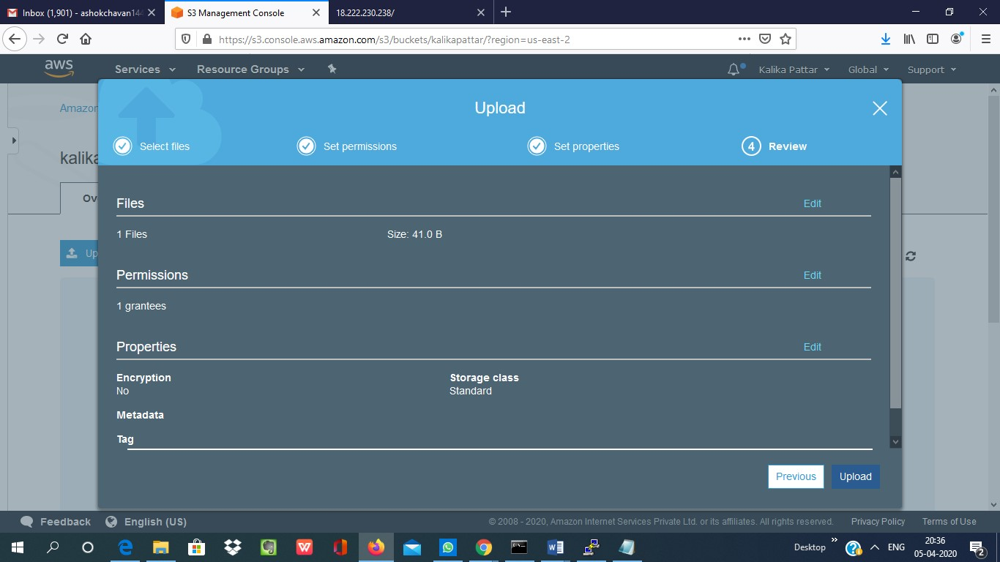 Inbox (1,901) - ashokchavan144
S3 Management Console
18.222.230.238/
https://s3.console.aws.amazon.com/s3/buckets/kalikapattar/?region=us-east-2
aws
Services
Resource Groups
Kalika Pattar
Global
Support
Amazon
Upload
Select files
Set permissions
Set properties
4
Review
kalika
Ov
Files
Edit
1 Files
Size: 41.0 B
Up
Permissions
Edit
1 grantees
Properties
Edit
Encryption
Storage class
No
Standard
Metadata
Tag
Previous
Upload
Feedback
English (US)
© 2008 - 2020, Amazon Internet Services Private Ltd. or its affiliates. All rights reserved.
Privacy Policy
Terms of Use
Desktop
ENG
20:36
05-04-2020
2